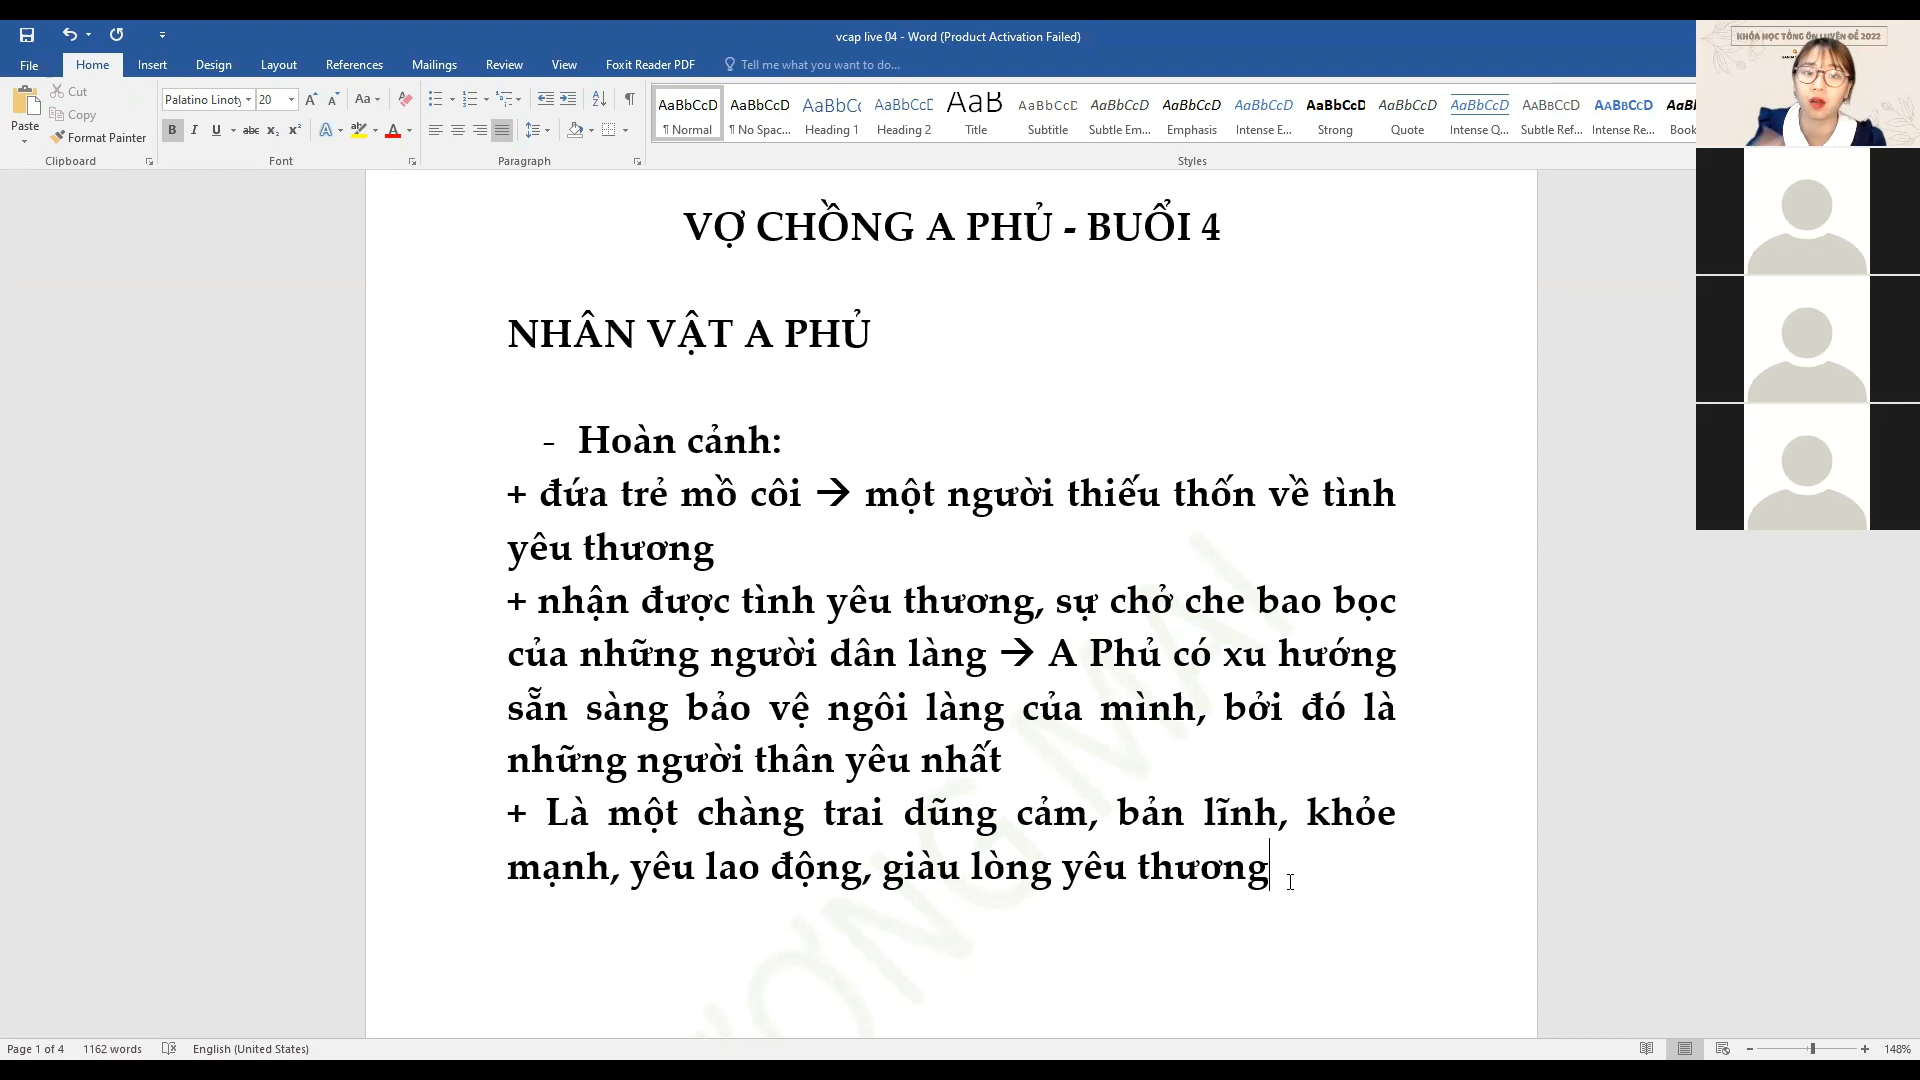 vcap live 04 - Word (Product Activation Failed)
File Home Insert Design Layout References Mailings Review View Foxit Reader PDF Tell me what you want to do...
KHÓA HỌC TỔNG ÔN LUYỆN ĐỀ 2022
Paste
Cut
Copy
Format Painter
Clipboard
Palatino Linoty 20
Font
Paragraph
AaBbCcD AaBbCcD AaBbCc AaBbCcD AaB AaBbCcD AaBbCcD AaBbCcD AaBbCcD AaBbCcD AaBbCcD AaBbCcD AaBbCcD AaBbCcD AaBb
¶ Normal ¶ No Spac... Heading 1 Heading 2 Title Subtitle Subtle Em... Emphasis Intense E... Strong Quote Intense Q... Subtle Ref... Intense Re... Book
Styles
VỢ CHỒNG A PHỦ - BUỔI 4
NHÂN VẬT A PHỦ
- Hoàn cảnh:
+ đứa trẻ mồ côi → một người thiếu thốn về tình
yêu thương
+ nhận được tình yêu thương, sự chở che bao bọc
của những người dân làng → A Phủ có xu hướng
sẵn sàng bảo vệ ngôi làng của mình, bởi đó là
những người thân yêu nhất
+ Là một chàng trai dũng cảm, bản lĩnh, khỏe
mạnh, yêu lao động, giàu lòng yêu thương
Page 1 of 4 1162 words English (United States) 148%